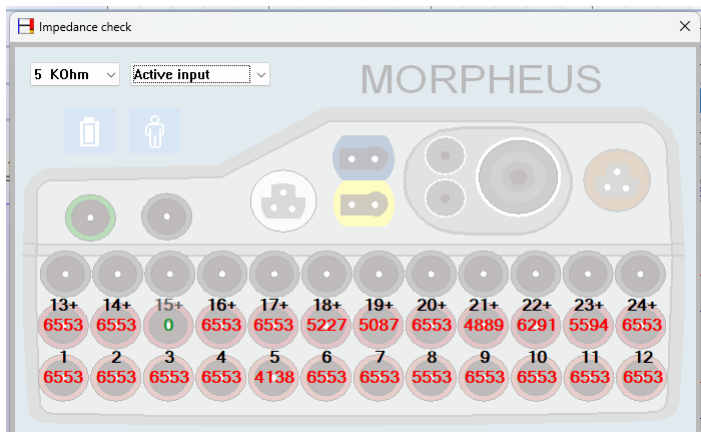 Impedance check
5 KOhm Active input
MORPHEUS
13+ 14+ 15+ 16+ 17+ 18+ 19+ 20+ 21+ 22+ 23+ 24+
6553 6553 0 6553 6553 5227 5087 6553 4889 6291 5594 6553
1 2 3 4 5 6 7 8 9 10 11 12
6553 6553 6553 6553 4138 6553 6553 5553 6553 6553 6553 6553